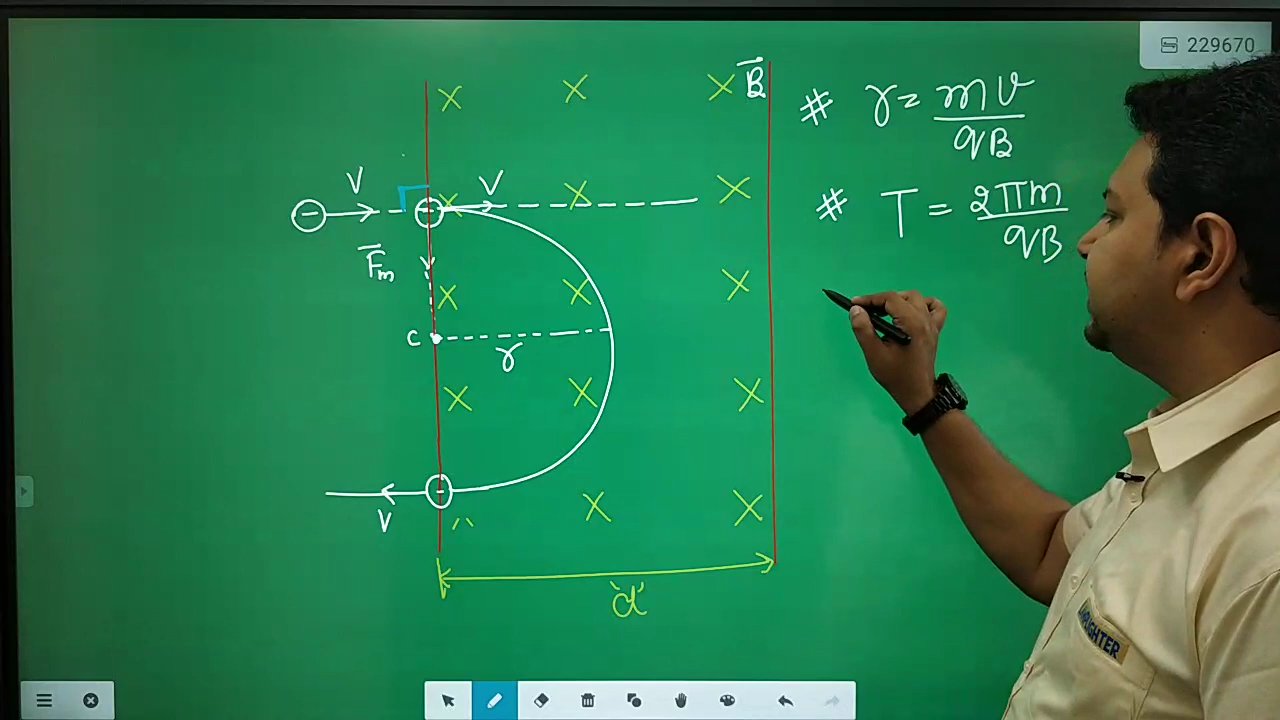 229670
B
# r = mv/qB
# T = 2πm/qB
V
V
Fm
C
r
V
'd'